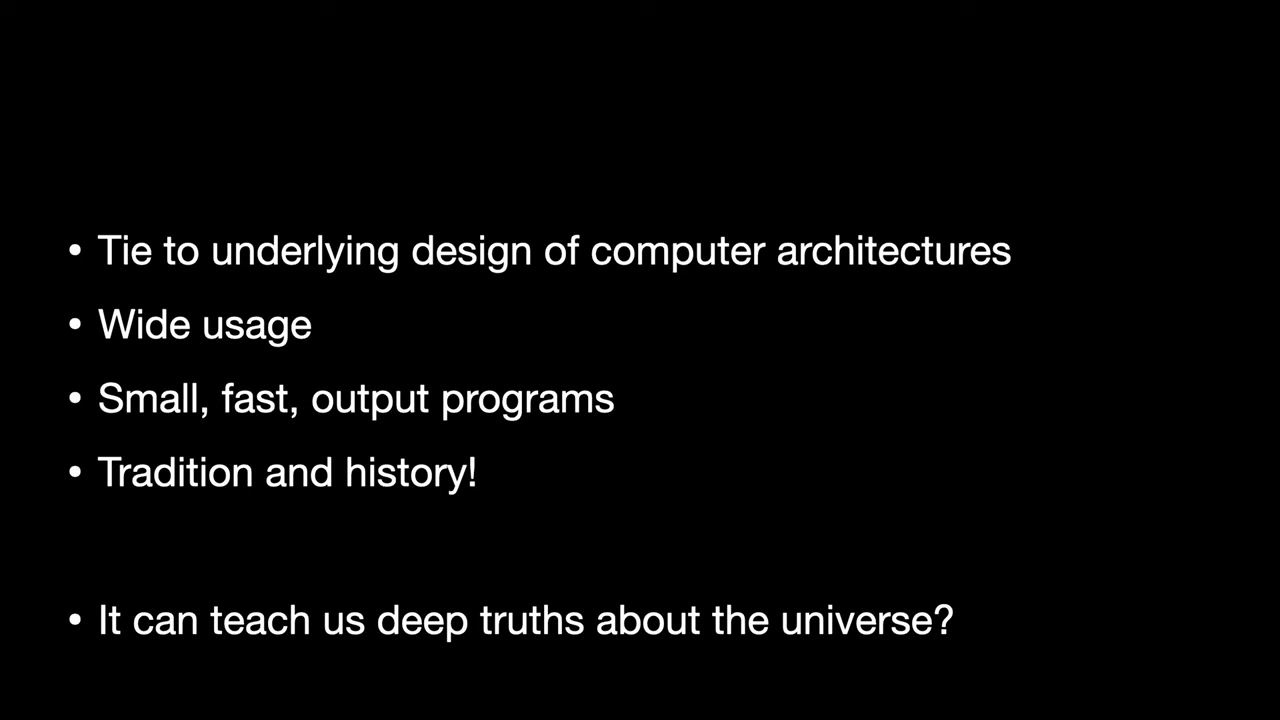 • Tie to underlying design of computer architectures
• Wide usage
• Small, fast, output programs
• Tradition and history!
• It can teach us deep truths about the universe?